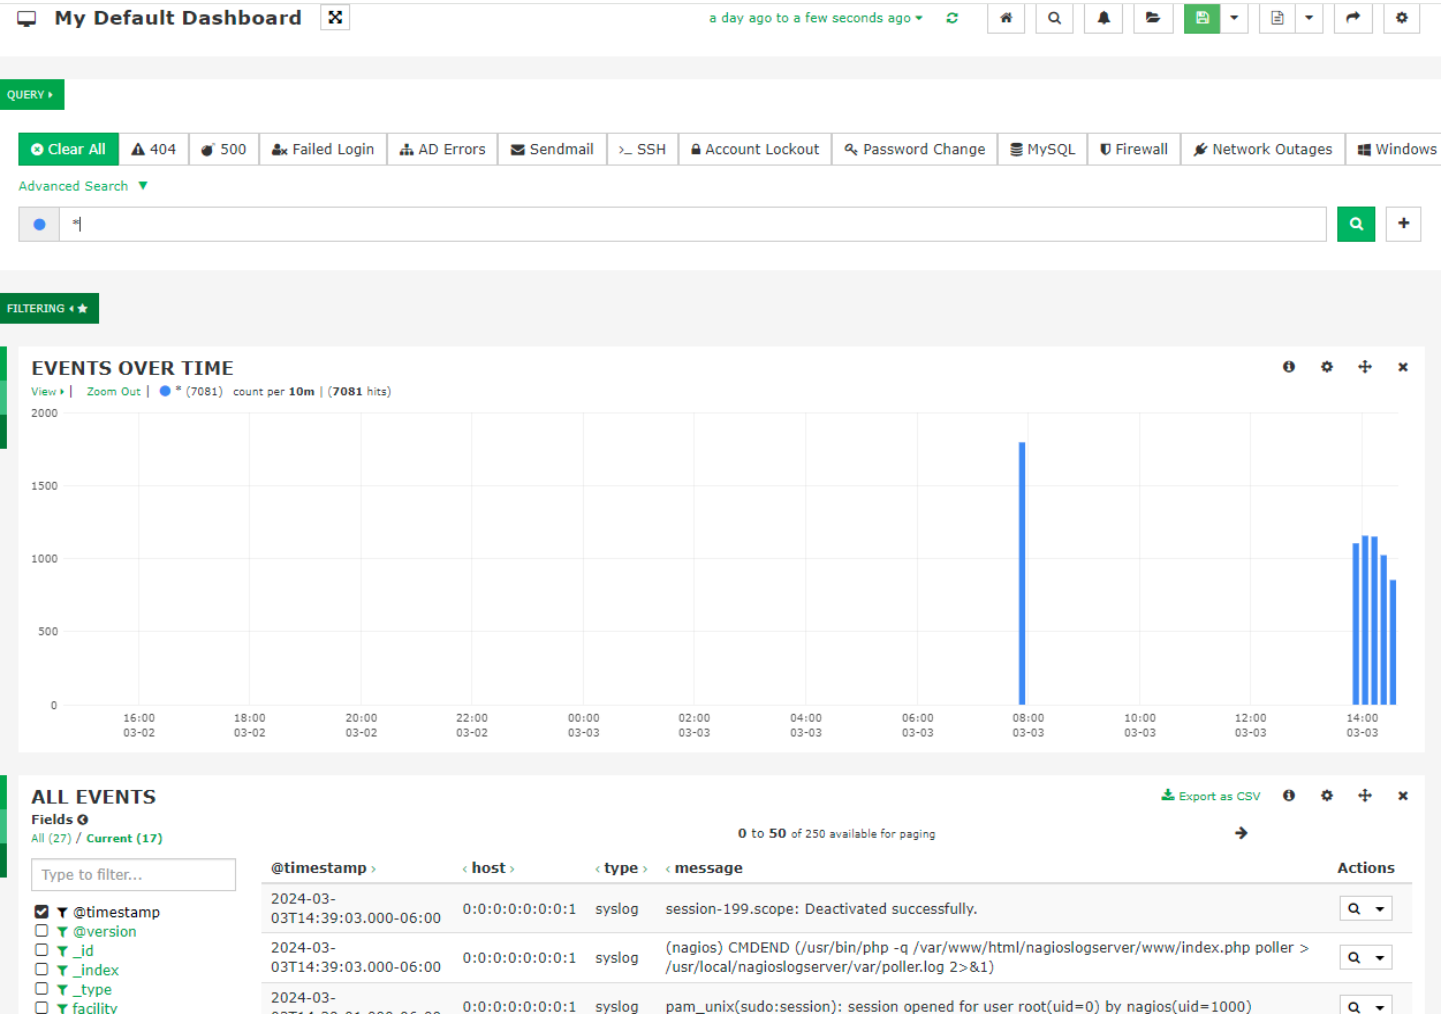 My Default Dashboard
a day ago to a few seconds ago
QUERY
Clear All 404 500 Failed Login AD Errors Sendmail >_ SSH Account Lockout Password Change MySQL Firewall Network Outages Windows
Advanced Search
*
FILTERING
EVENTS OVER TIME
View | Zoom Out | * (7081) count per 10m | (7081 hits)
2000
1500
1000
500
0
16:00 18:00 20:00 22:00 00:00 02:00 04:00 06:00 08:00 10:00 12:00 14:00
03-02 03-02 03-02 03-02 03-03 03-03 03-03 03-03 03-03 03-03 03-03 03-03
ALL EVENTS
Export as CSV
Fields
All (27) / Current (17)
0 to 50 of 250 available for paging
Type to filter...
@timestamp
@version
_id
_index
_type
facility
@timestamp > < host > < type > < message Actions
2024-03-
03T14:39:03.000-06:00 0:0:0:0:0:0:0:1 syslog session-199.scope: Deactivated successfully.
2024-03-
03T14:39:03.000-06:00 0:0:0:0:0:0:0:1 syslog (nagios) CMDEND (/usr/bin/php -q /var/www/html/nagioslogserver/www/index.php poller >
/usr/local/nagioslogserver/var/poller.log 2>&1)
2024-03-
0:0:0:0:0:0:0:1 syslog pam_unix(sudo:session): session opened for user root(uid=0) by nagios(uid=1000)